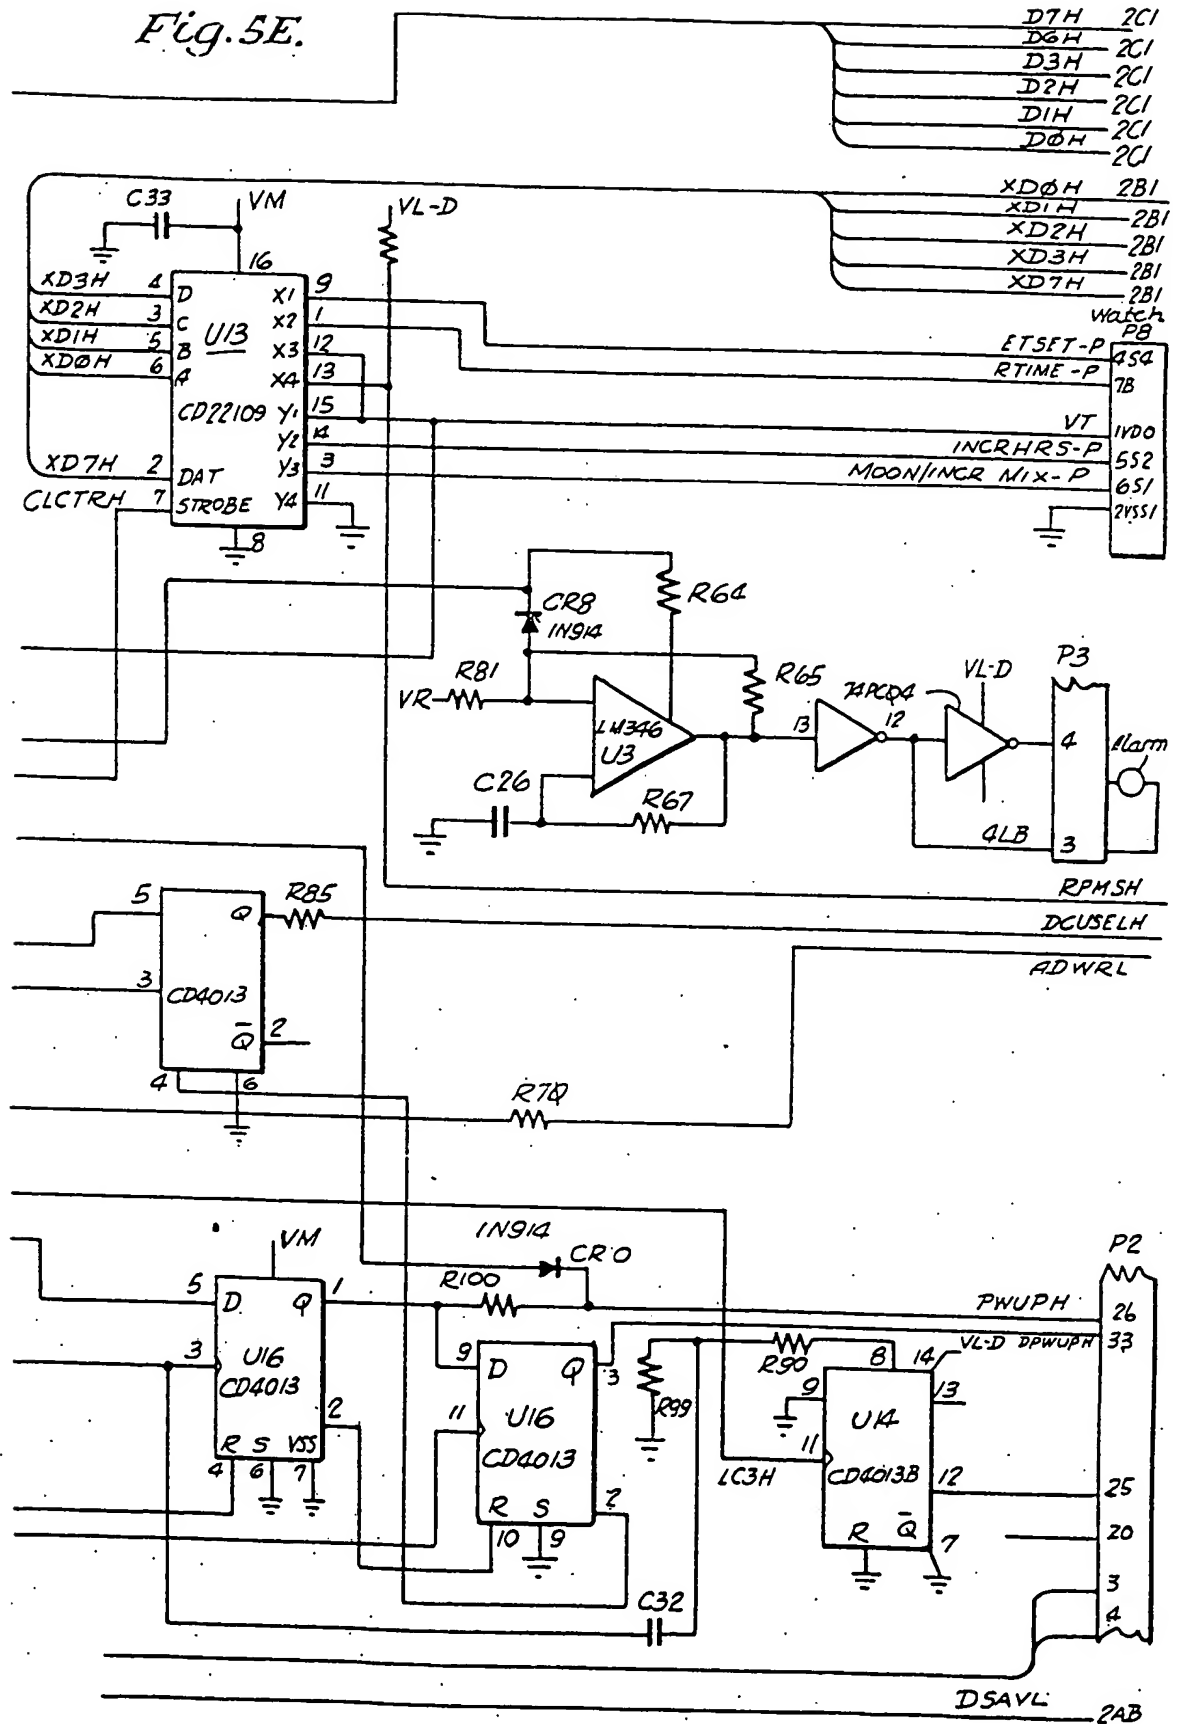 Fig. 5E.
D7H 2C1
D6H 2C1
D3H 2C1
D2H 2C1
D1H 2C1
DØH 2C1
XDØH 2B1
XD1H 2B1
XD2H 2B1
XD3H 2B1
XD7H 2B1
C33
VM
VL-D
16
XD3H 4 D
XD2H 3 C
XD1H 5 B
XDØH 6 A
U13
CD22109
X1 9
X2 1
X3 12
X4 13
Y1 15
Y2 14
Y3 3
Y4 11
XD7H 2 DAT
CLCTRH 7 STROBE
8
Watch
P8
ETSET-P 4S4
RTIME-P 7B
VT 1VDO
INCRHRS-P 5S2
MOON/INCR MIX-P 6S1
2VSS1
CR8
1N914
R64
R81
VR
LM346
U3
R65
C26
R67
13
12
74PCØ4
VL-D
P3
4
Alarm
4LB
3
RPMSH
DCUSELH
ADWRL
5
Q
R85
3
CD4013
Q 2
4
6
R7Ø
1N914
CR 0
VM
R100
P2
5 D Q 1
3
U16
CD4013
2
R S VSS
4 6 7
PWUPH 26
VL-D DPWUPH 33
9 D Q 3
11
U16
CD4013
2
R S
10 9
R99
R90
8
14
9
13
U14
11
LC3H
CD4013B
12
25
R Q
7
20
3
4
C32
DSAVL 2AB